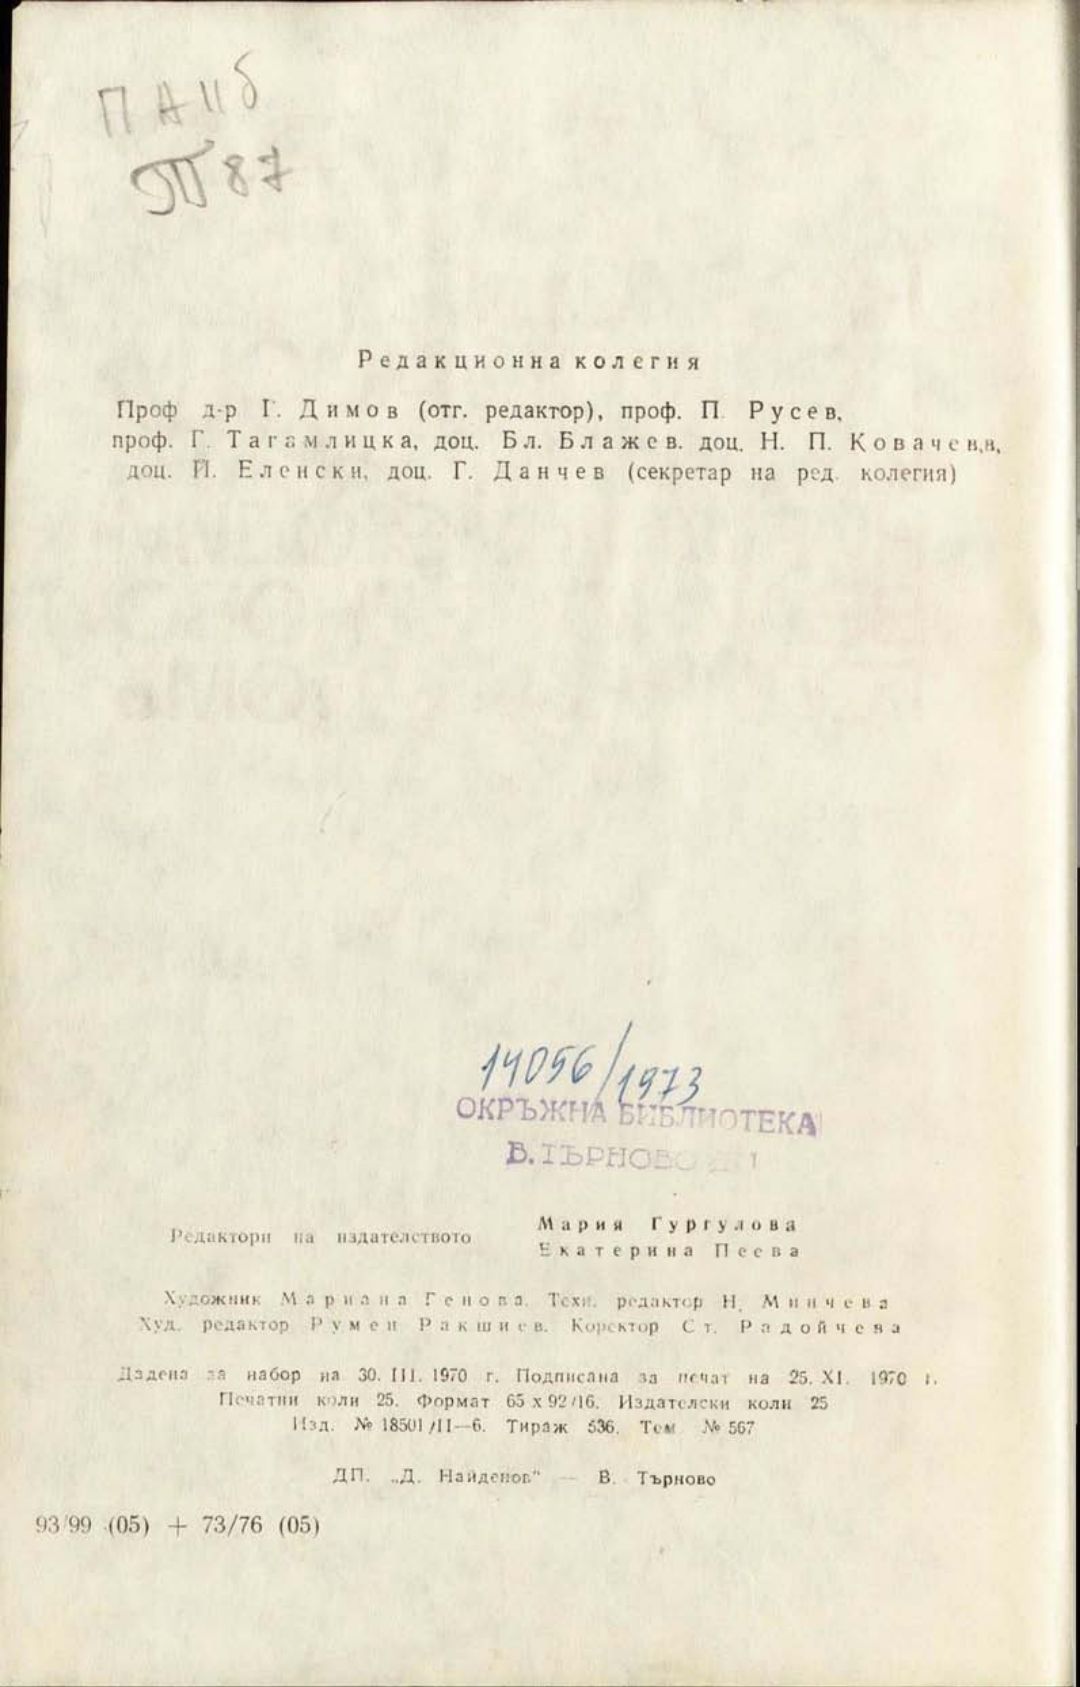 П А II б
Т 87
Редакционна колегия
Проф д-р Г. Димов (отг. редактор), проф. П. Русев,
проф. Г. Тагамлицка, доц. Бл. Блажев. доц. Н. П. Ковачев,
доц. Й. Еленски, доц. Г. Данчев (секретар на ред. колегия)
14056/1973
ОКРЪЖНА БИБЛИОТЕКА
В. ТЪРНОВО
Редактори на издателството
Мария Гургулова
Екатерина Пеева
Художник Мариана Генова. Техн. редактор Н. Минчева
Худ. редактор Румен Ракшиев. Коректор Ст. Радойчева
Дадена за набор на 30. III. 1970 г. Подписана за печат на 25. XI. 1970 г.
Печатни коли 25. Формат 65 x 92/16. Издателски коли 25
Изд. № 18501/II—6. Тираж 536. Тем № 567
ДП. „Д. Найденов“ — В. Търново
93/99 (05) + 73/76 (05)